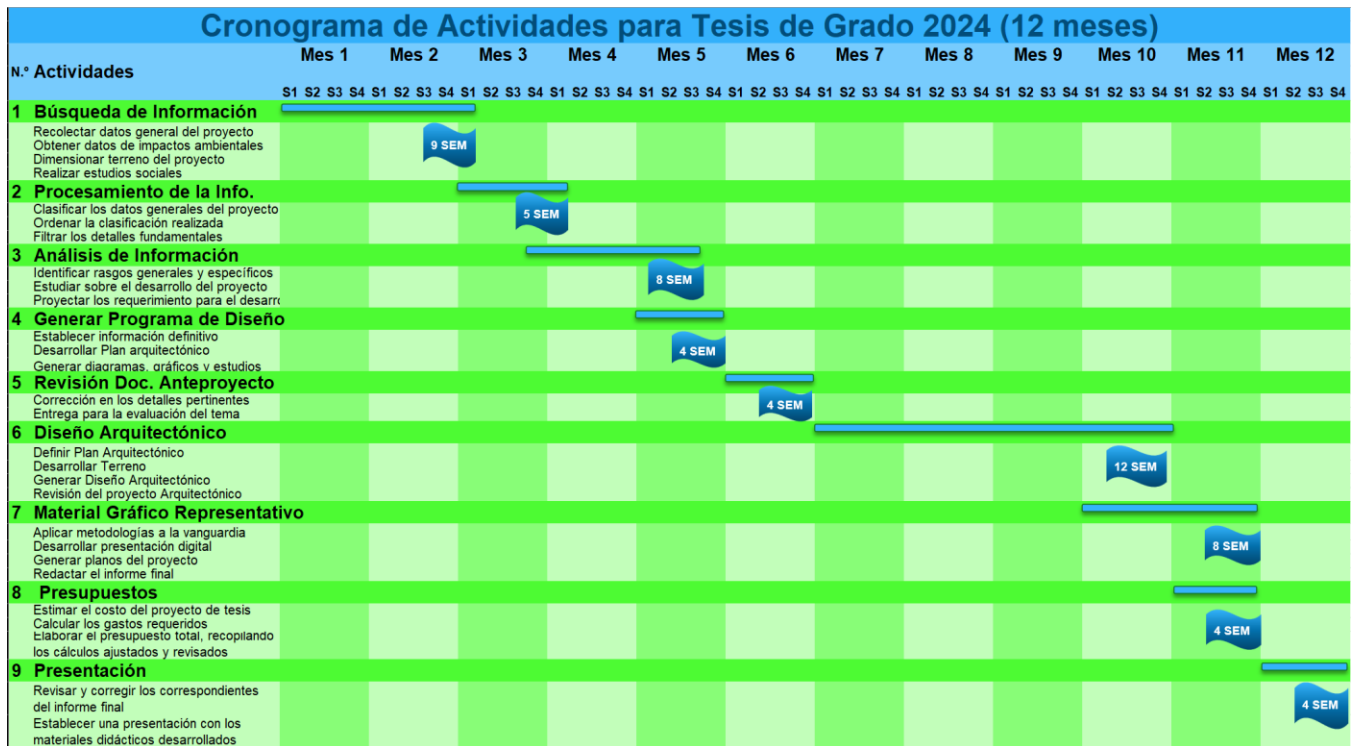 Cronograma de Actividades para Tesis de Grado 2024 (12 meses)
N.º Actividades
Mes 1 Mes 2 Mes 3 Mes 4 Mes 5 Mes 6 Mes 7 Mes 8 Mes 9 Mes 10 Mes 11 Mes 12
S1 S2 S3 S4 S1 S2 S3 S4 S1 S2 S3 S4 S1 S2 S3 S4 S1 S2 S3 S4 S1 S2 S3 S4 S1 S2 S3 S4 S1 S2 S3 S4 S1 S2 S3 S4 S1 S2 S3 S4 S1 S2 S3 S4 S1 S2 S3 S4
1 Búsqueda de Información
Recolectar datos general del proyecto
Obtener datos de impactos ambientales
9 SEM
Dimensionar terreno del proyecto
Realizar estudios sociales
2 Procesamiento de la Info.
Clasificar los datos generales del proyecto
Ordenar la clasificación realizada
5 SEM
Filtrar los detalles fundamentales
3 Análisis de Información
Identificar rasgos generales y específicos
Estudiar sobre el desarrollo del proyecto
8 SEM
Proyectar los requerimiento para el desarro
4 Generar Programa de Diseño
Establecer información definitivo
Desarrollar Plan arquitectónico
4 SEM
Generar diagramas, gráficos y estudios
5 Revisión Doc. Anteproyecto
Corrección en los detalles pertinentes
4 SEM
Entrega para la evaluación del tema
6 Diseño Arquitectónico
Definir Plan Arquitectónico
Desarrollar Terreno
12 SEM
Generar Diseño Arquitectónico
Revisión del proyecto Arquitectónico
7 Material Gráfico Representativo
Aplicar metodologías a la vanguardia
Desarrollar presentación digital
8 SEM
Generar planos del proyecto
Redactar el informe final
8 Presupuestos
Estimar el costo del proyecto de tesis
Calcular los gastos requeridos
4 SEM
Elaborar el presupuesto total, recopilando
los cálculos ajustados y revisados
9 Presentación
Revisar y corregir los correspondientes
del informe final
4 SEM
Establecer una presentación con los
materiales didácticos desarrollados